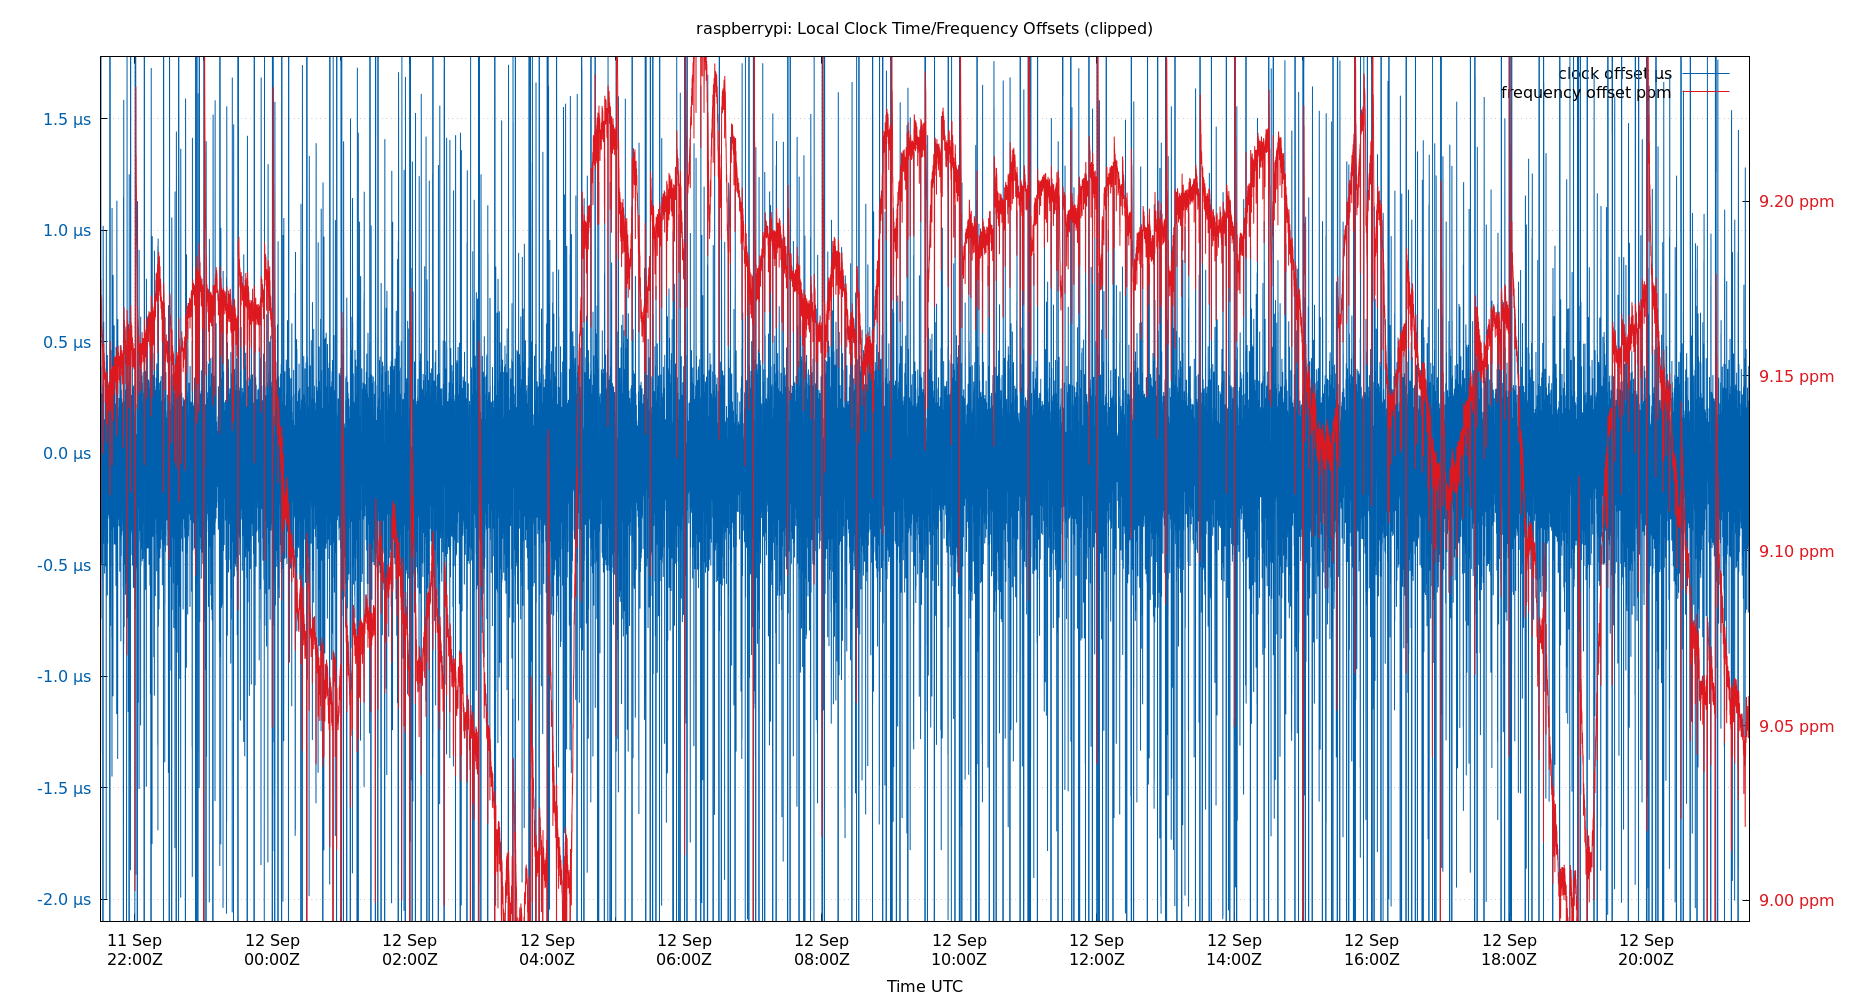 raspberrypi: Local Clock Time/Frequency Offsets (clipped)
clock offset µs
frequency offset ppm
1.5 µs
1.0 µs
0.5 µs
0.0 µs
-0.5 µs
-1.0 µs
-1.5 µs
-2.0 µs
9.20 ppm
9.15 ppm
9.10 ppm
9.05 ppm
9.00 ppm
11 Sep 12 Sep 12 Sep 12 Sep 12 Sep 12 Sep 12 Sep 12 Sep 12 Sep 12 Sep 12 Sep 12 Sep
22:00Z 00:00Z 02:00Z 04:00Z 06:00Z 08:00Z 10:00Z 12:00Z 14:00Z 16:00Z 18:00Z 20:00Z
Time UTC